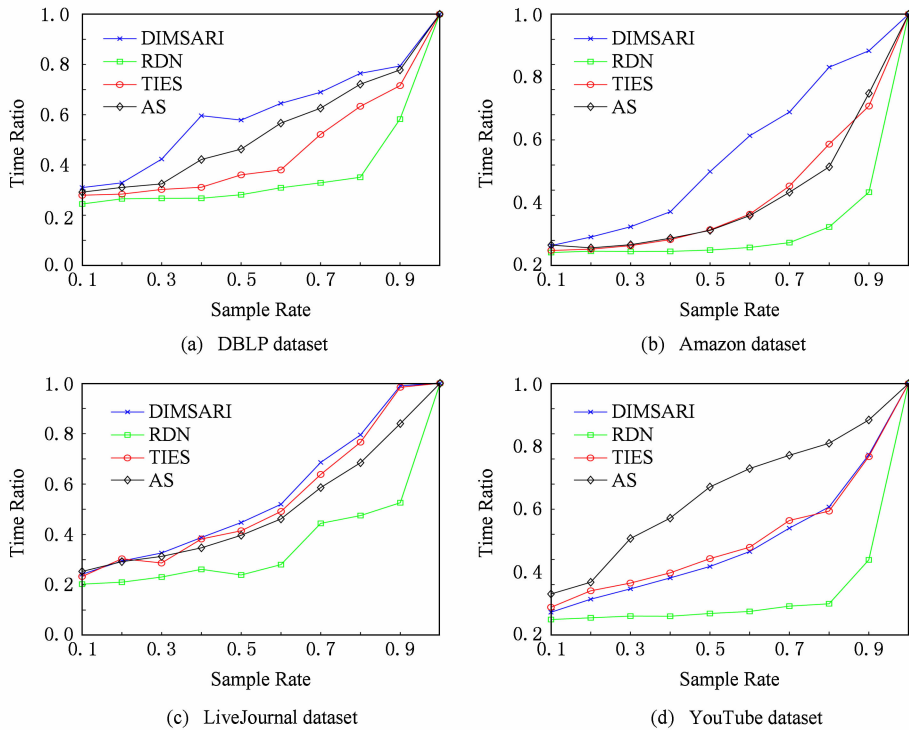 1.0
0.8
0.6
0.4
0.2
0.0
Time Ratio
DIMSARI
RDN
TIES
AS
0.1 0.3 0.5 0.7 0.9
Sample Rate
(a) DBLP dataset
1.0
0.8
0.6
0.4
0.2
Time Ratio
DIMSARI
RDN
TIES
AS
0.1 0.3 0.5 0.7 0.9
Sample Rate
(b) Amazon dataset
1.0
0.8
0.6
0.4
0.2
0.0
Time Ratio
DIMSARI
RDN
TIES
AS
0.1 0.3 0.5 0.7 0.9
Sample Rate
(c) LiveJournal dataset
1.0
0.8
0.6
0.4
0.2
Time Ratio
DIMSARI
RDN
TIES
AS
0.1 0.3 0.5 0.7 0.9
Sample Rate
(d) YouTube dataset